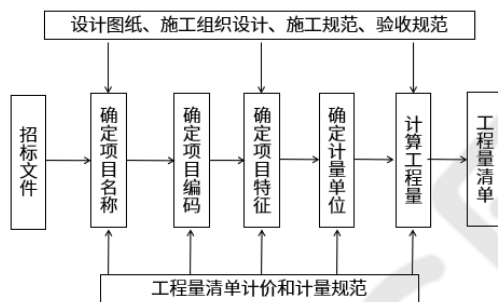 设计图纸、施工组织设计、施工规范、验收规范
招标文件
确定项目名称
确定项目编码
确定项目特征
确定计量单位
计算工程量
工程量清单
工程量清单计价和计量规范